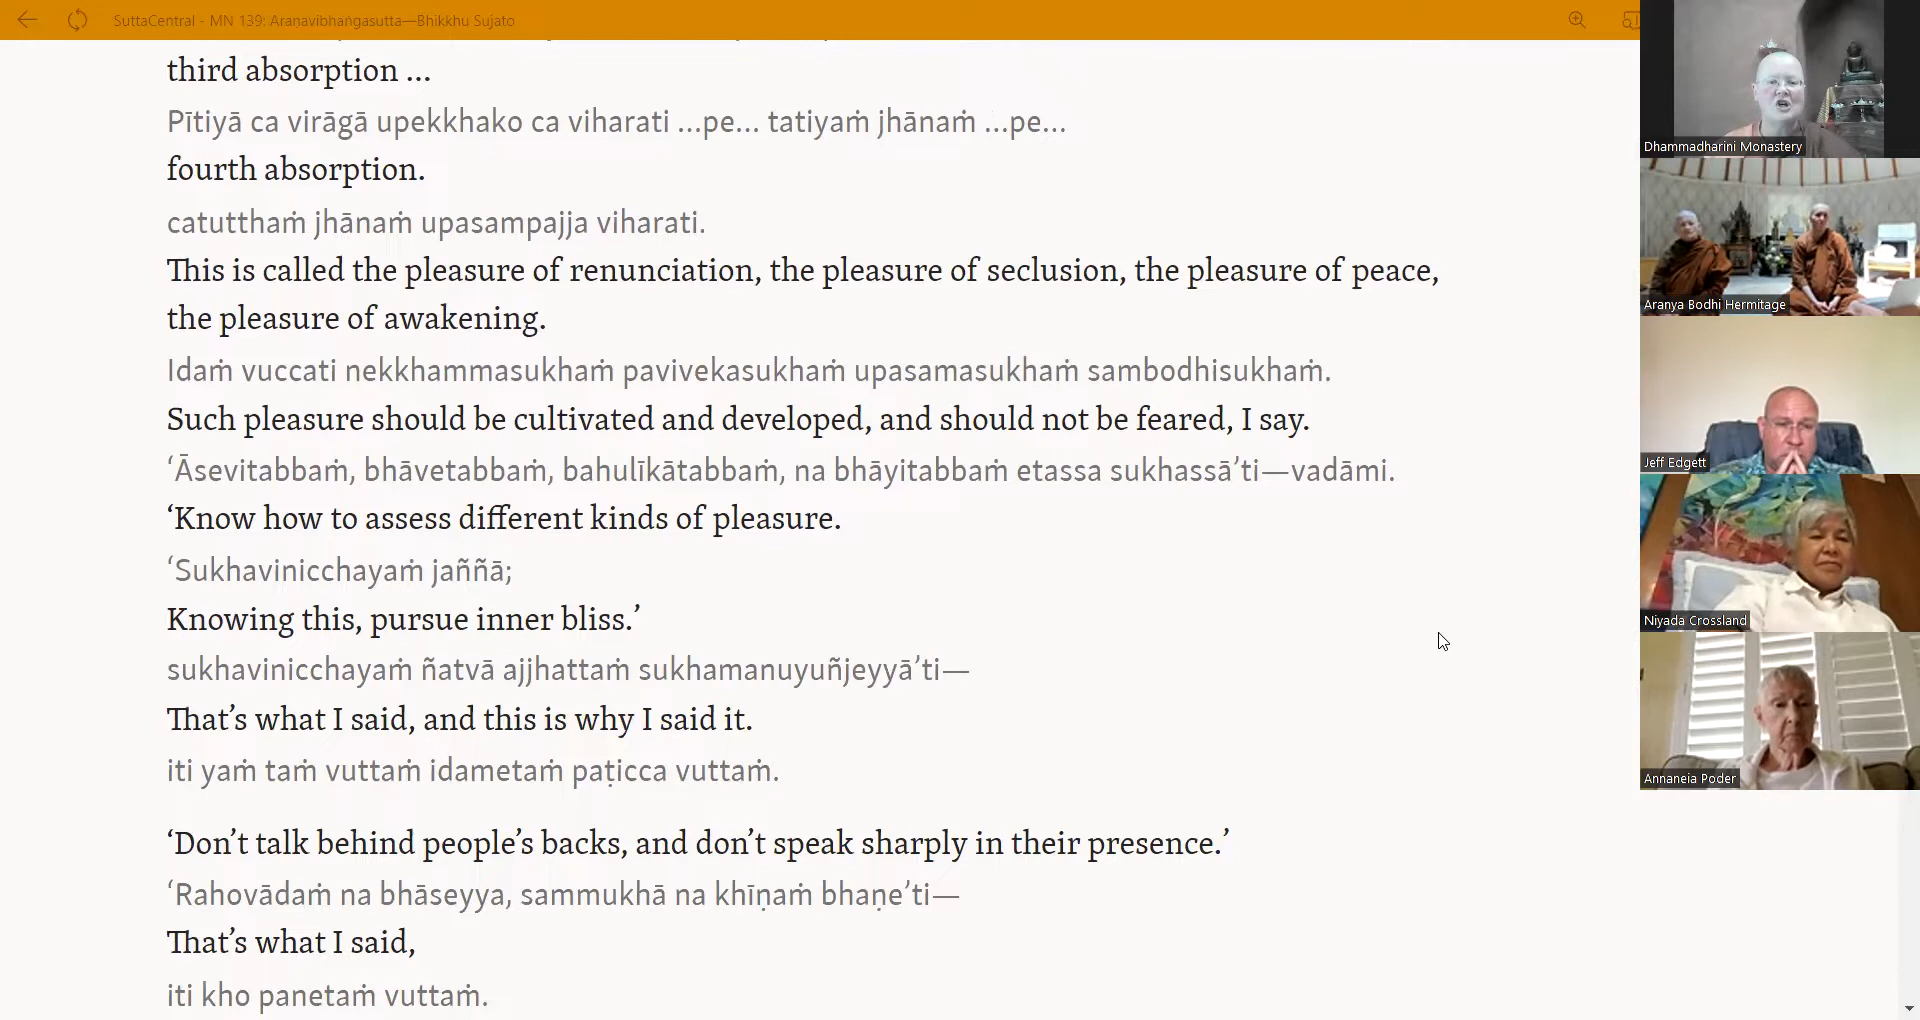 SuttaCentral - MN 139: Araṇavibhaṅgasutta—Bhikkhu Sujato
third absorption …
Pītiyā ca virāgā upekkhako ca viharati …pe… tatiyaṁ jhānaṁ …pe…
fourth absorption.
catutthaṁ jhānaṁ upasampajja viharati.
This is called the pleasure of renunciation, the pleasure of seclusion, the pleasure of peace,
the pleasure of awakening.
Idaṁ vuccati nekkhammasukhaṁ pavivekasukhaṁ upasamasukhaṁ sambodhisukhaṁ.
Such pleasure should be cultivated and developed, and should not be feared, I say.
‘Āsevitabbaṁ, bhāvetabbaṁ, bahulīkātabbaṁ, na bhāyitabbaṁ etassa sukhassā’ti—vadāmi.
‘Know how to assess different kinds of pleasure.
‘Sukhavinicchayaṁ jaññā;
Knowing this, pursue inner bliss.’
sukhavinicchayaṁ ñatvā ajjhattaṁ sukhamanuyuñjeyyā’ti—
That’s what I said, and this is why I said it.
iti yaṁ taṁ vuttaṁ idametaṁ paṭicca vuttaṁ.
‘Don’t talk behind people’s backs, and don’t speak sharply in their presence.’
‘Rahovādaṁ na bhāseyya, sammukhā na khīṇaṁ bhaṇe’ti—
That’s what I said,
iti kho panetaṁ vuttaṁ.
Dhammadharini Monastery
Aranya Bodhi Hermitage
Jeff Edgett
Niyada Crossland
Annaneia Poder